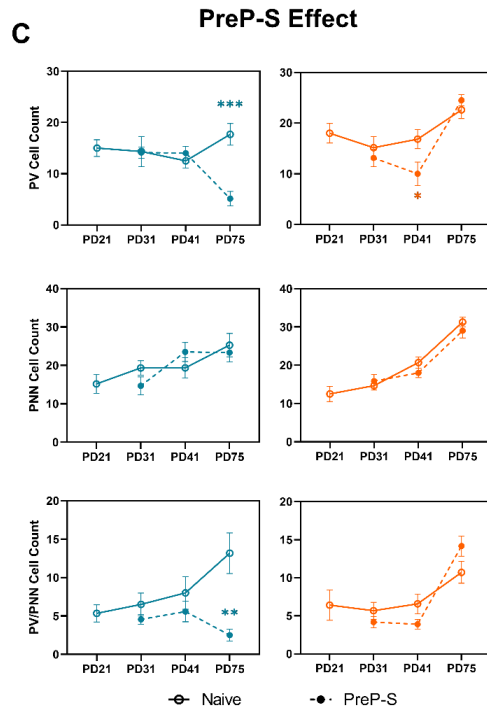 PreP-S Effect
C
PV Cell Count
30
20
10
0
PD21 PD31 PD41 PD75
***
30
20
10
0
PD21 PD31 PD41 PD75
*
PNN Cell Count
40
30
20
10
0
PD21 PD31 PD41 PD75
40
30
20
10
0
PD21 PD31 PD41 PD75
PV/PNN Cell Count
20
15
10
5
0
PD21 PD31 PD41 PD75
**
20
15
10
5
0
PD21 PD31 PD41 PD75
Naive PreP-S